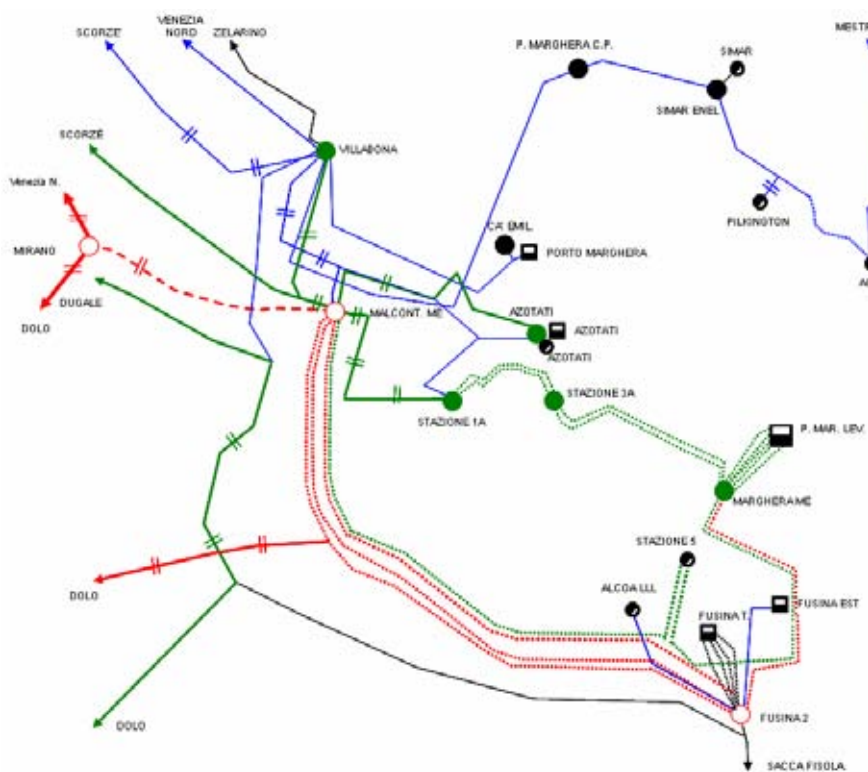 VENEZIA
NORD
SCORZE
ZELARINO
P. MARGHERA C.P.
SIMAR
MESTR
SIMAR ENEL
SCORZÉ
VILLABONA
Venezia N.
PILKINGTON
CA' EMIL.
MIRANO
PORTO MARGHERA
DUGALE
DOLO
MALCONT. ME
AZOTATI
AZOTATI
AZOTATI
STAZIONE 1A
STAZIONE 3A
P. MAR. LEV.
MARGHERA ME
STAZIONE 5
DOLO
ALCOA LLL
FUSINA T.
FUSINA EST
DOLO
FUSINA 2
SACCA FISOLA